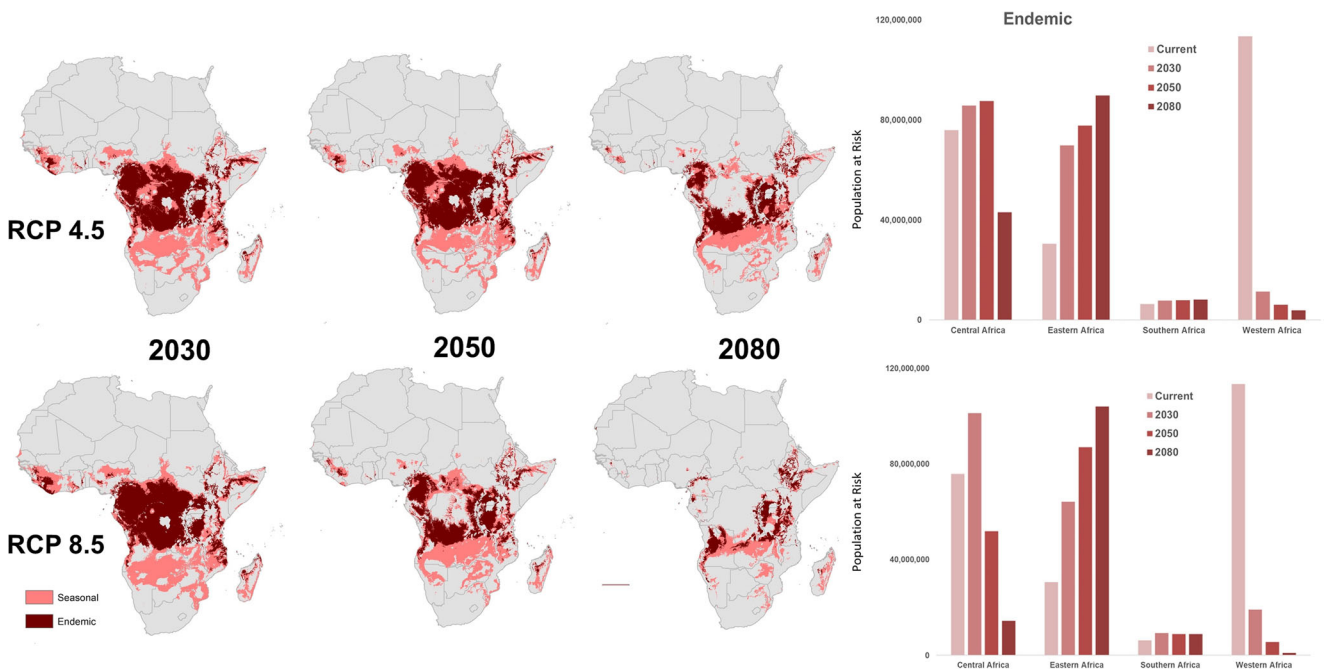 RCP 4.5
2030
2050
2080
RCP 8.5
Seasonal
Endemic
Endemic
120,000,000
80,000,000
40,000,000
0
Population at Risk
Current
2030
2050
2080
Central Africa
Eastern Africa
Southern Africa
Western Africa
120,000,000
80,000,000
40,000,000
0
Population at Risk
Current
2030
2050
2080
Central Africa
Eastern Africa
Southern Africa
Western Africa